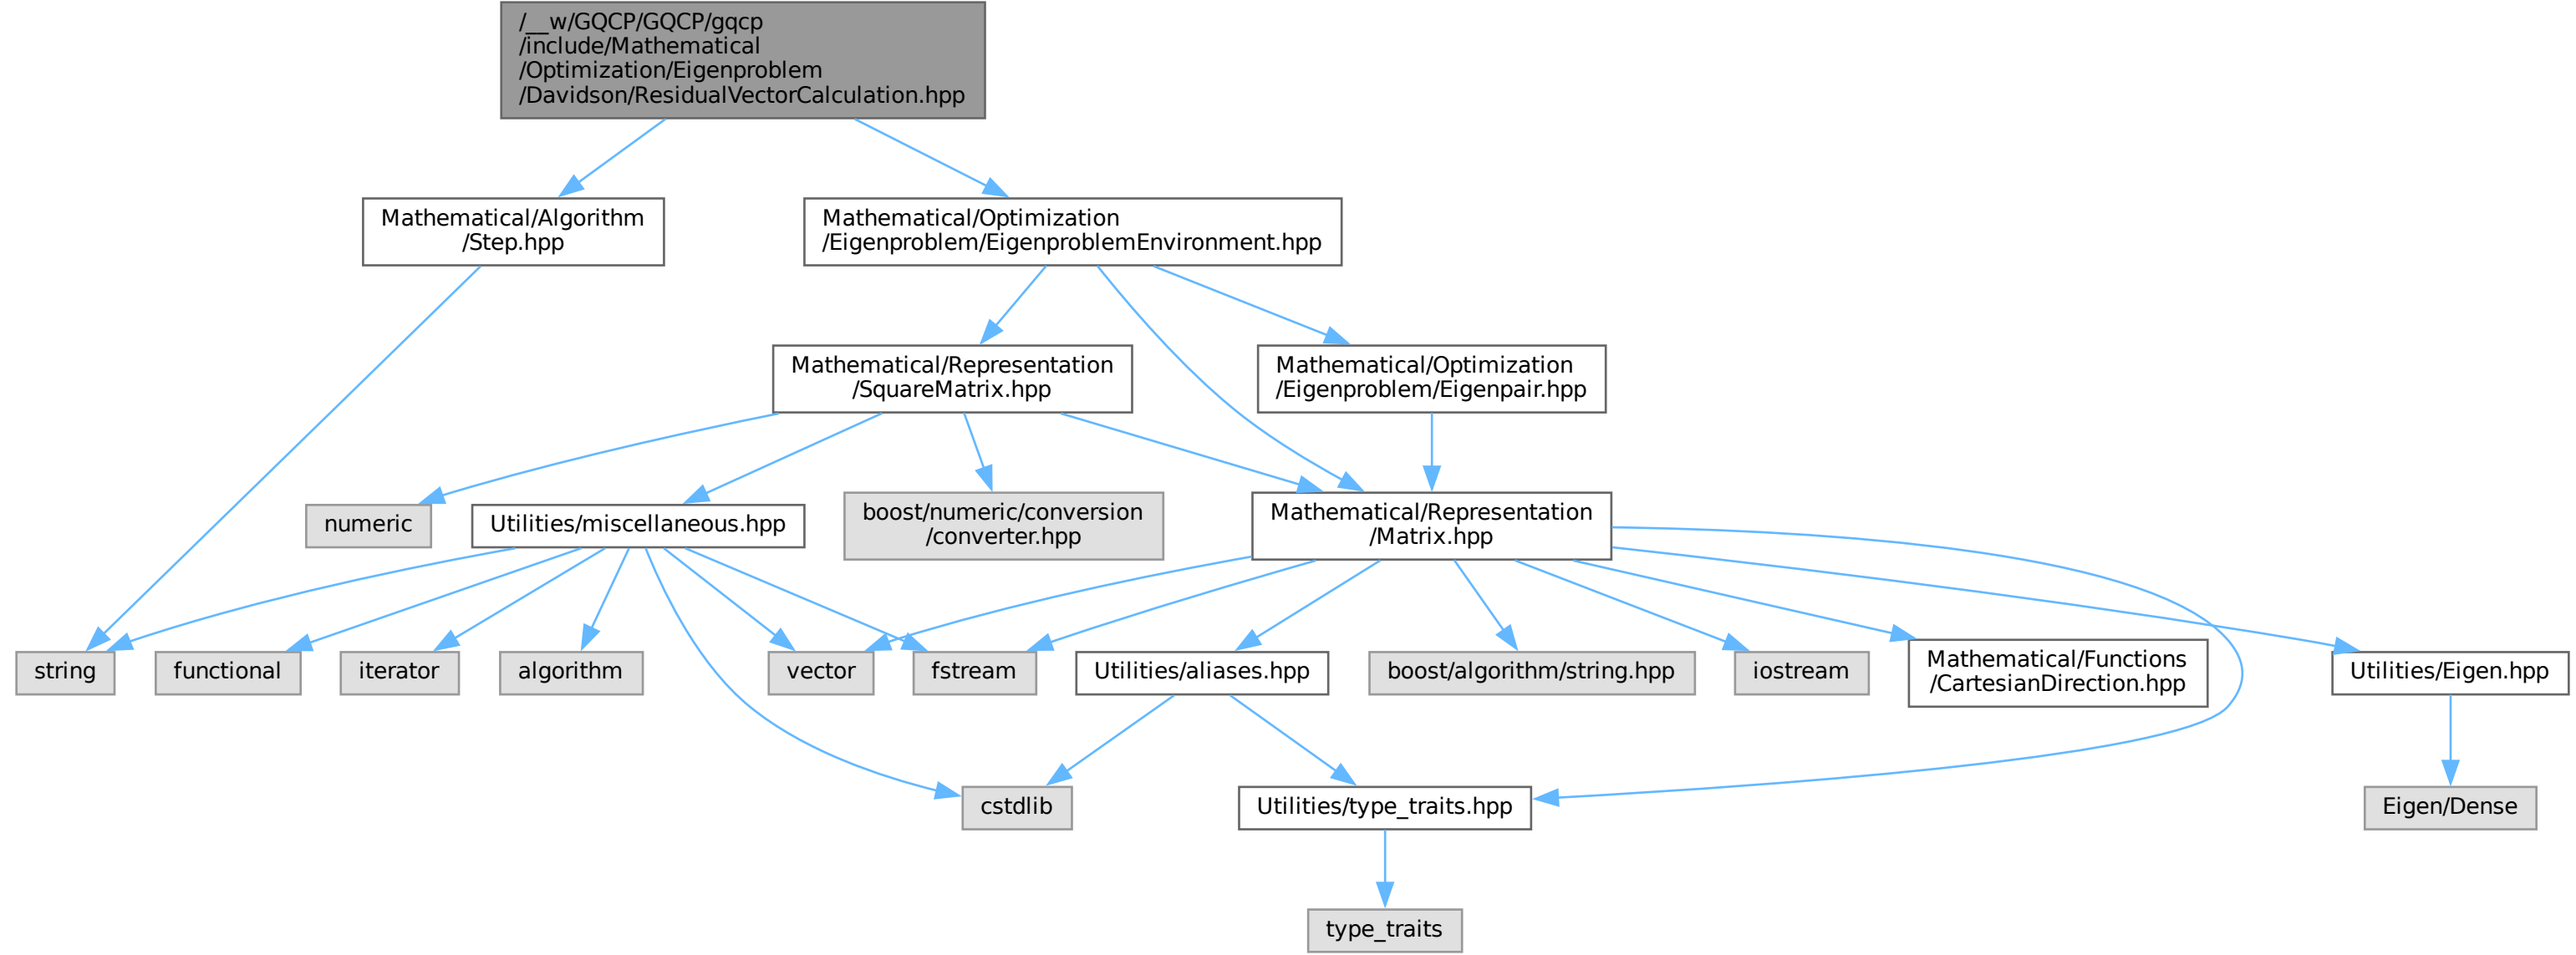 /__w/GQCP/GQCP/gqcp
/include/Mathematical
/Optimization/Eigenproblem
/Davidson/ResidualVectorCalculation.hpp
Mathematical/Algorithm
/Step.hpp
Mathematical/Optimization
/Eigenproblem/EigenproblemEnvironment.hpp
Mathematical/Representation
/SquareMatrix.hpp
Mathematical/Optimization
/Eigenproblem/Eigenpair.hpp
numeric
Utilities/miscellaneous.hpp
boost/numeric/conversion
/converter.hpp
Mathematical/Representation
/Matrix.hpp
string
functional
iterator
algorithm
vector
fstream
Utilities/aliases.hpp
boost/algorithm/string.hpp
iostream
Mathematical/Functions
/CartesianDirection.hpp
Utilities/Eigen.hpp
cstdlib
Utilities/type_traits.hpp
Eigen/Dense
type_traits